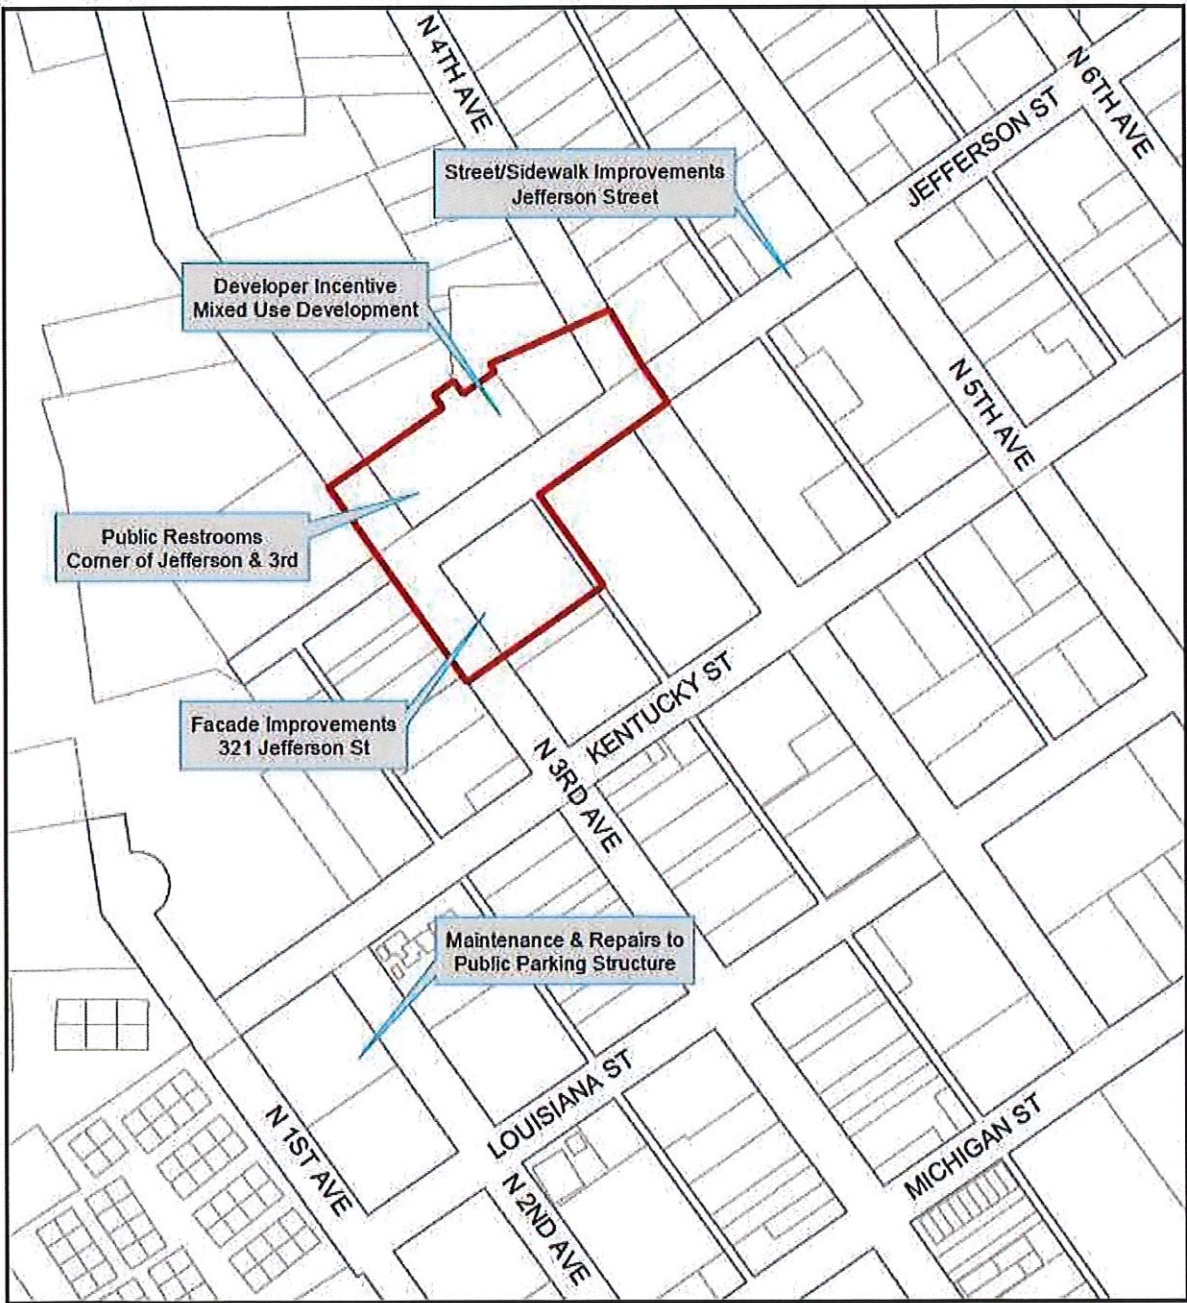 N 4TH AVE
N 6TH AVE
JEFFERSON ST
Street/Sidewalk Improvements
Jefferson Street
Developer Incentive
Mixed Use Development
N 5TH AVE
Public Restrooms
Corner of Jefferson & 3rd
Facade Improvements
321 Jefferson St
KENTUCKY ST
N 3RD AVE
Maintenance & Repairs to
Public Parking Structure
LOUISIANA ST
N 1ST AVE
N 2ND AVE
MICHIGAN ST